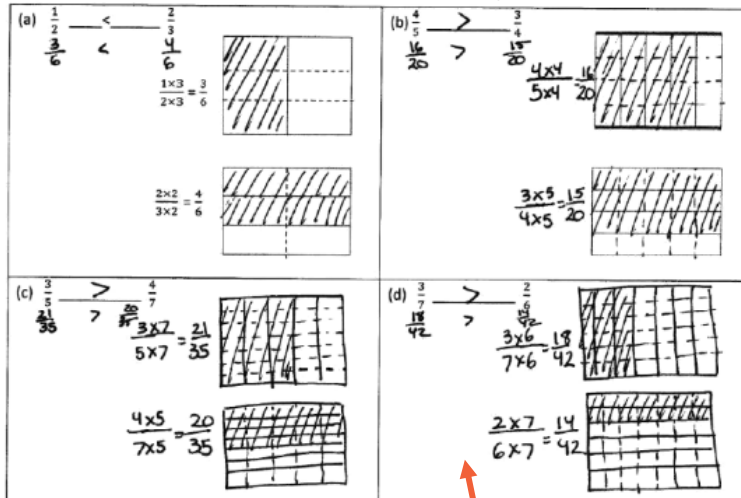 (a) 1/2 < 2/3
3/6 < 4/6
1×3/2×3 = 3/6
2×2/3×2 = 4/6
(b) 4/5 > 3/4
16/20 > 15/20
4×4/5×4 = 16/20
3×5/4×5 = 15/20
(c) 3/5 > 4/7
21/35 > 20/35
3×7/5×7 = 21/35
4×5/7×5 = 20/35
(d) 3/7 > 2/6
18/42 > 14/42
3×6/7×6 = 18/42
2×7/6×7 = 14/42